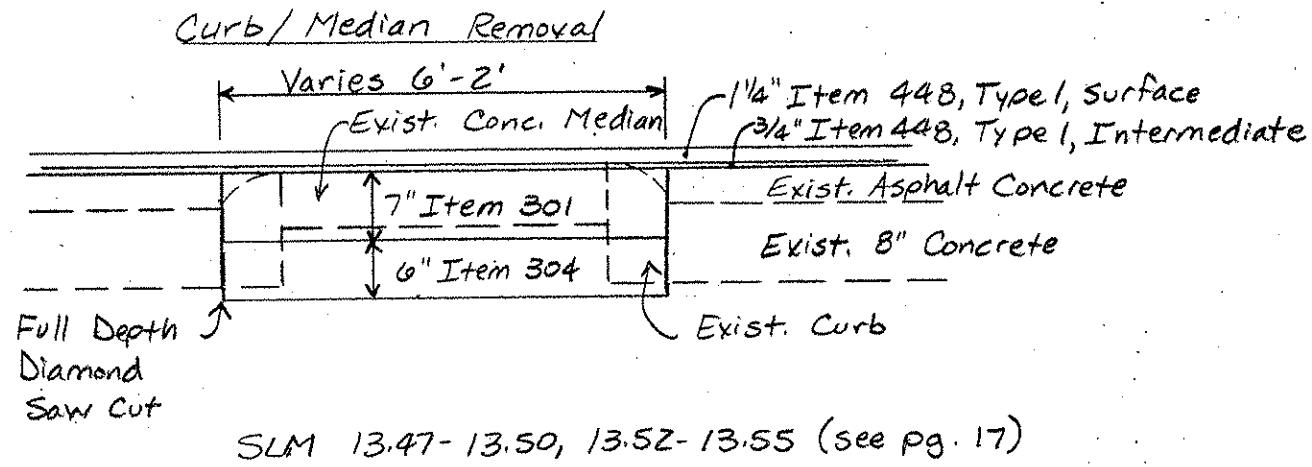 Curb/Median Removal
Varies 6'-2'
Exist. Conc. Median
1 1/4" Item 448, Type 1, Surface
3/4" Item 448, Type 1, Intermediate
Exist. Asphalt Concrete
7" Item 301
Exist. 8" Concrete
6" Item 304
Exist. Curb
Full Depth
Diamond
Saw Cut
SLM 13.47-13.50, 13.52-13.55 (see pg. 17)